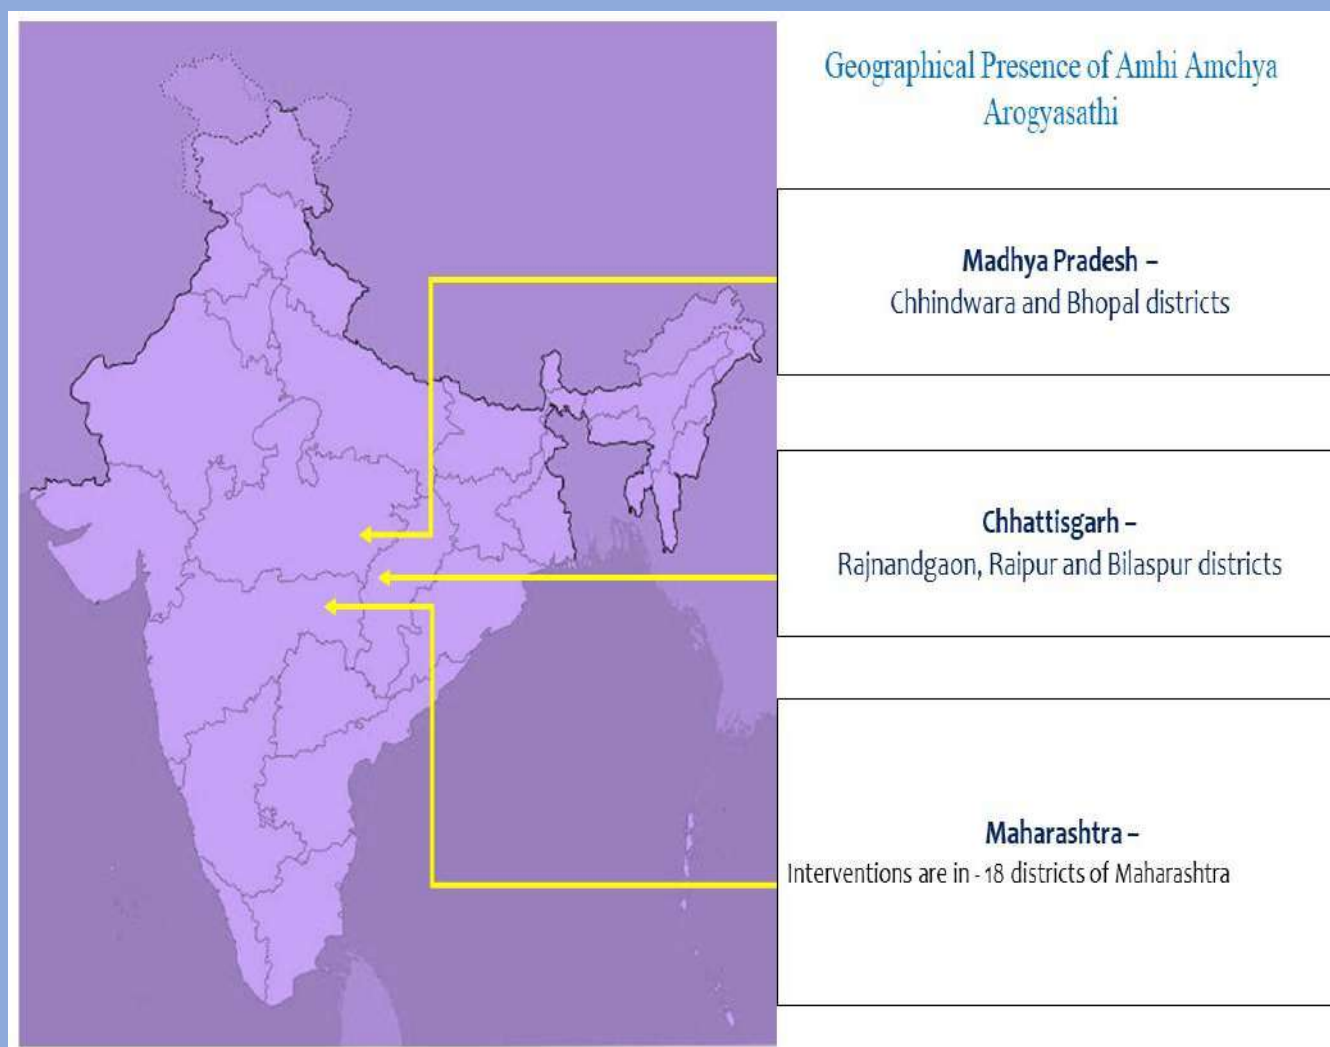 Geographical Presence of Amhi Amchya
Arogyasathi
Madhya Pradesh –
Chhindwara and Bhopal districts
Chhattisgarh –
Rajnandgaon, Raipur and Bilaspur districts
Maharashtra –
Interventions are in - 18 districts of Maharashtra